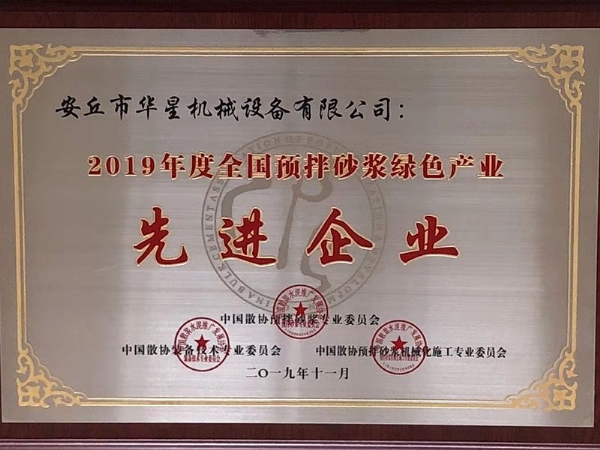 安丘市华星机械设备有限公司：
2019年度全国预拌砂浆绿色产业
先进企业
中国散协预拌砂浆专业委员会
中国散协装备技术专业委员会
中国散协预拌砂浆机械化施工专业委员会
二〇一九年十一月